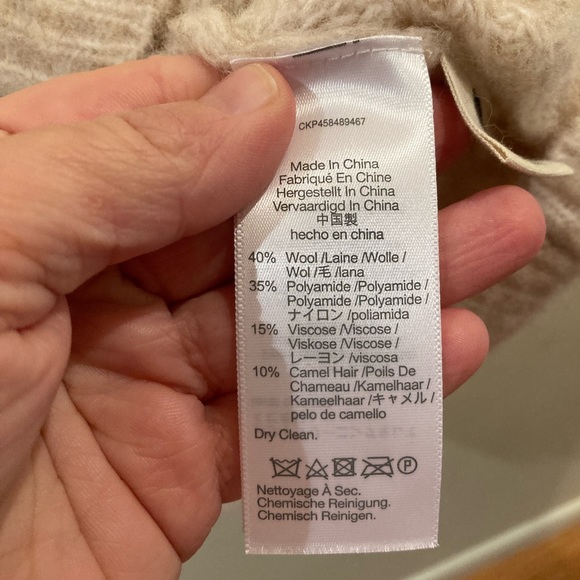 CKP458489467
Made In China
Fabriqué En Chine
Hergestellt In China
Vervaardigd In China
中国製
hecho en china
40% Wool /Laine /Wolle /
Wol /毛 /lana
35% Polyamide /Polyamide /
Polyamide /Polyamide /
ナイロン /poliamida
15% Viscose /Viscose /
Viskose /Viscose /
レーヨン /viscosa
10% Camel Hair /Poils De
Chameau /Kamelhaar /
Kameelhaar /キャメル /
pelo de camello
Dry Clean.
P
Nettoyage À Sec.
Chemische Reinigung.
Chemisch Reinigen.